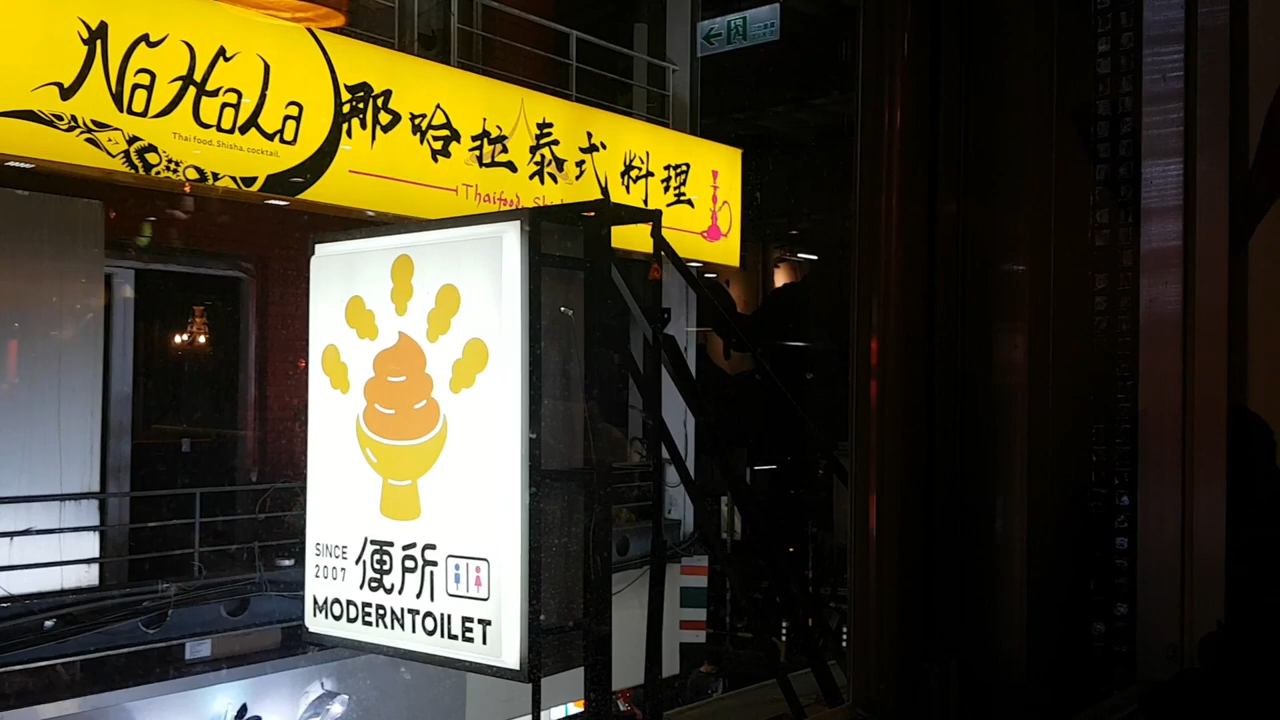 NaHaLa
Thai food. Shisha. cocktail.
那哈拉泰式料理
Thaifood.
SINCE
2007
便所
MODERNTOILET